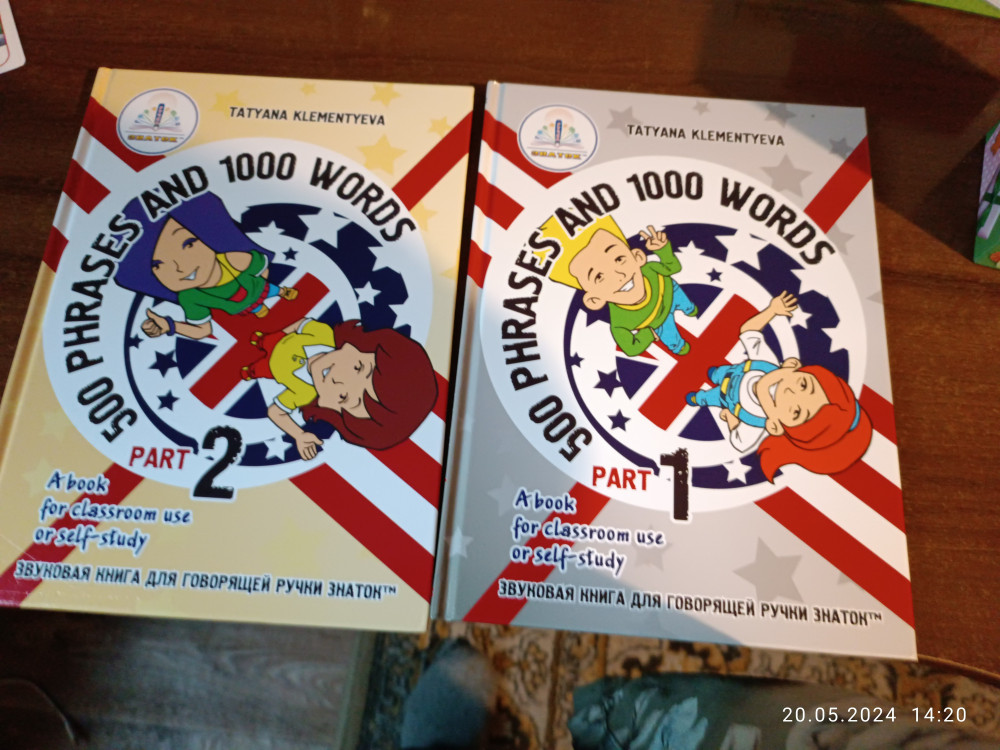 TATYANA KLEMENTYEVA
ЗНАТОК
500 PHRASES AND 1000 WORDS
PART 2
A book
for classroom use
or self-study
ЗВУКОВАЯ КНИГА ДЛЯ ГОВОРЯЩЕЙ РУЧКИ ЗНАТОК™
TATYANA KLEMENTYEVA
ЗНАТОК
500 PHRASES AND 1000 WORDS
PART 1
A book
for classroom use
or self-study
ЗВУКОВАЯ КНИГА ДЛЯ ГОВОРЯЩЕЙ РУЧКИ ЗНАТОК™
20.05.2024 14:20